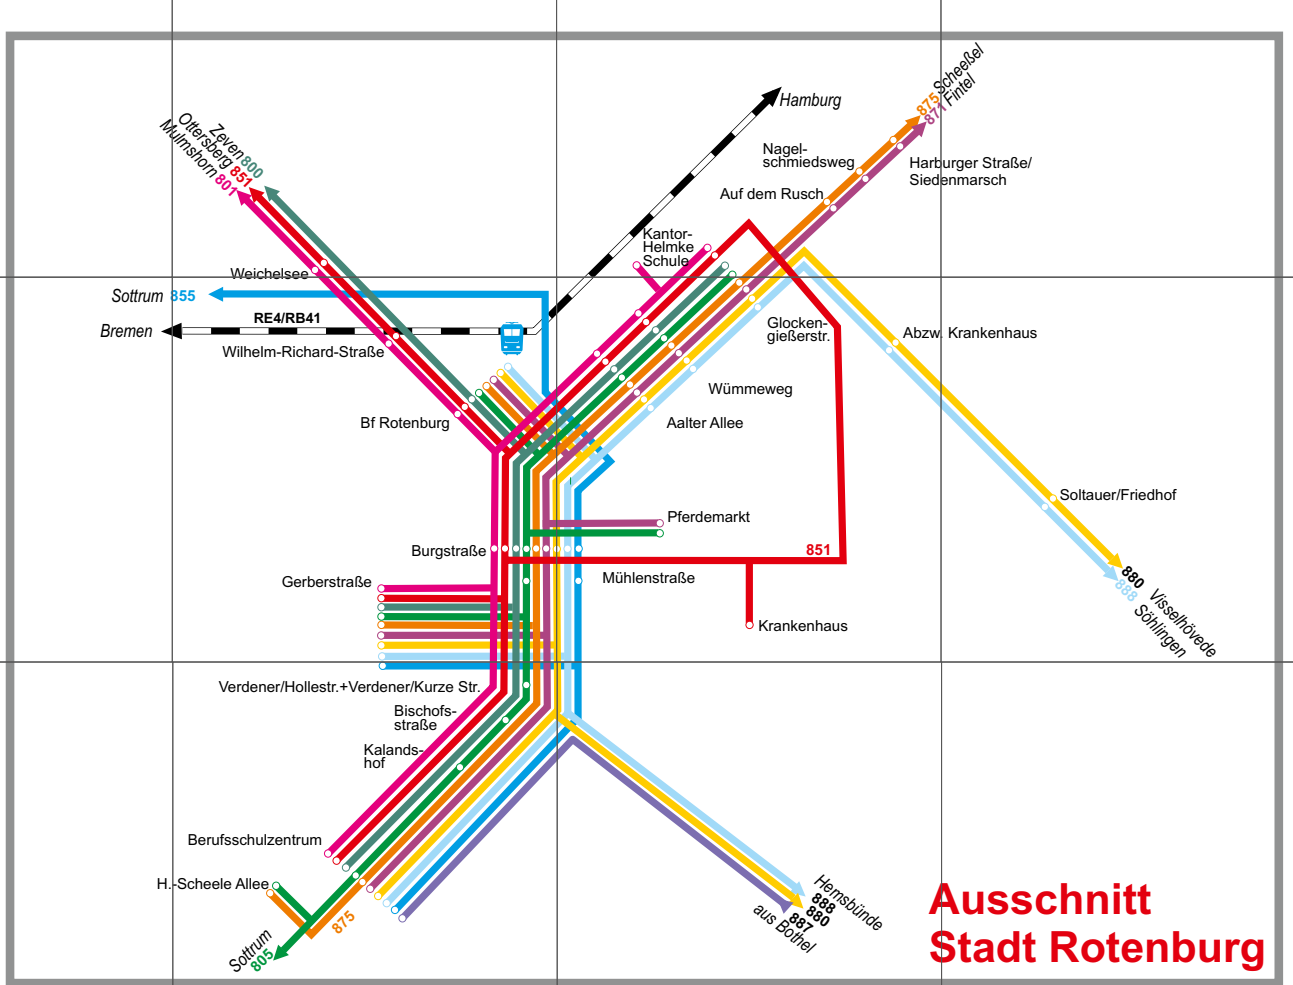 Hamburg
Scheeßel
875
Fintel
871
Nagel-
schmiedsweg
Harburger Straße/
Siedenmarsch
Auf dem Rusch
Zeven 800
Ottersberg 851
Mulmshorn 801
Kantor-
Helmke
Schule
Weichelsee
Sottrum 855
RE4/RB41
Bremen
Wilhelm-Richard-Straße
Glocken-
gießerstr.
Abzw. Krankenhaus
Wümmeweg
Bf Rotenburg
Aalter Allee
Soltauer/Friedhof
Pferdemarkt
Burgstraße
851
Gerberstraße
Mühlenstraße
880
Visselhövede
888
Söhlingen
Krankenhaus
Verdener/Hollestr.+Verdener/Kurze Str.
Bischofs-
straße
Kalands-
hof
Berufsschulzentrum
H.-Scheele Allee
875
Sottrum
805
Hemsbünde
888
880
887
aus Bothel
Ausschnitt
Stadt Rotenburg